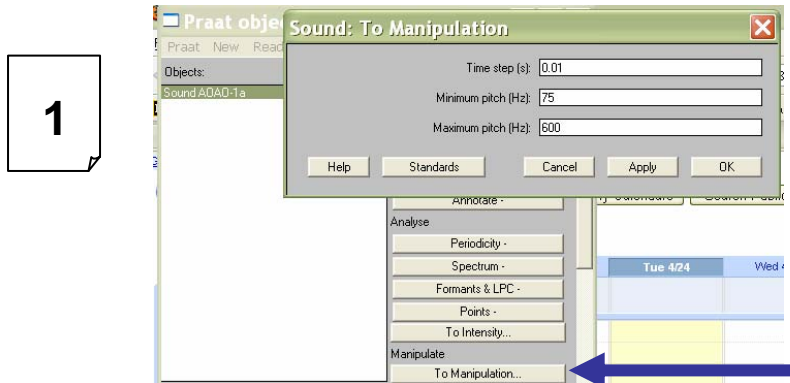 1
Praat obje
Praat New Read
Objects:
Sound AOAO-1a
Sound: To Manipulation
Time step (s): 0.01
Minimum pitch (Hz): 75
Maximum pitch (Hz): 600
Help Standards Cancel Apply OK
Annotate -
Analyse
Periodicity -
Spectrum -
Formants & LPC -
Points -
To Intensity...
Manipulate
To Manipulation...
Tue 4/24 Wed